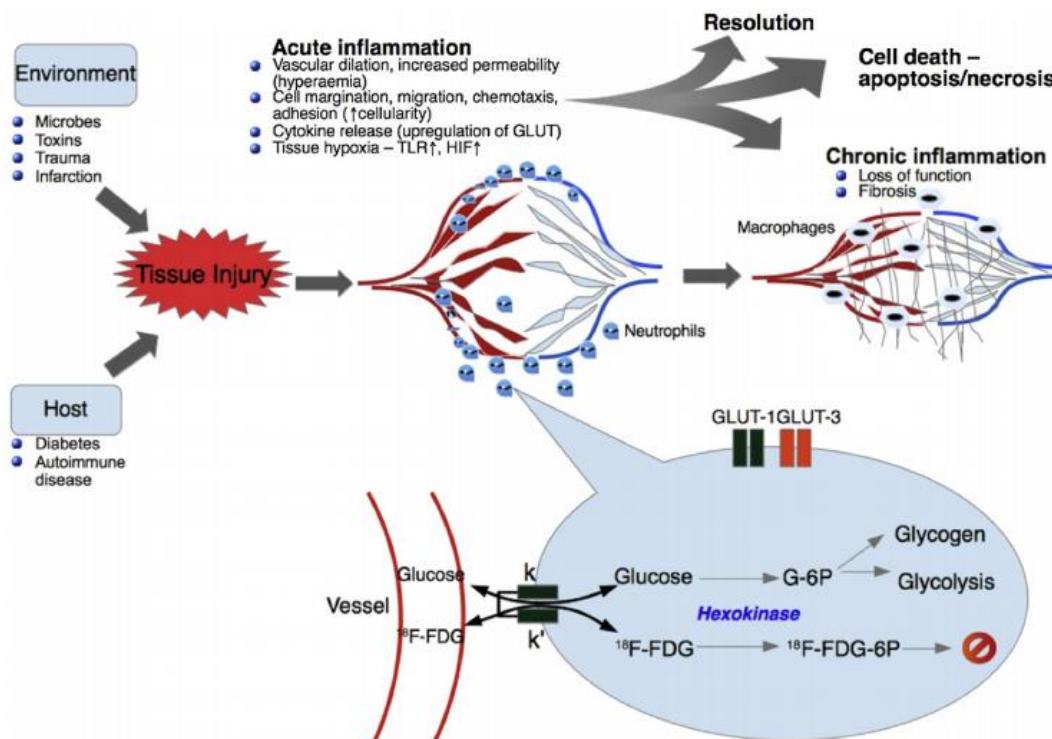 Environment
Microbes
Toxins
Trauma
Infarction
Tissue Injury
Host
Diabetes
Autoimmune
disease
Acute inflammation
Vascular dilation, increased permeability
(hyperaemia)
Cell margination, migration, chemotaxis,
adhesion (↑cellularity)
Cytokine release (upregulation of GLUT)
Tissue hypoxia – TLR↑, HIF↑
Resolution
Cell death –
apoptosis/necrosis
Chronic inflammation
Loss of function
Fibrosis
Macrophages
Neutrophils
GLUT-1 GLUT-3
Vessel
Glucose
k
Glucose
G-6P
Glycogen
Glycolysis
Hexokinase
¹⁸F-FDG
k'
¹⁸F-FDG
¹⁸F-FDG-6P